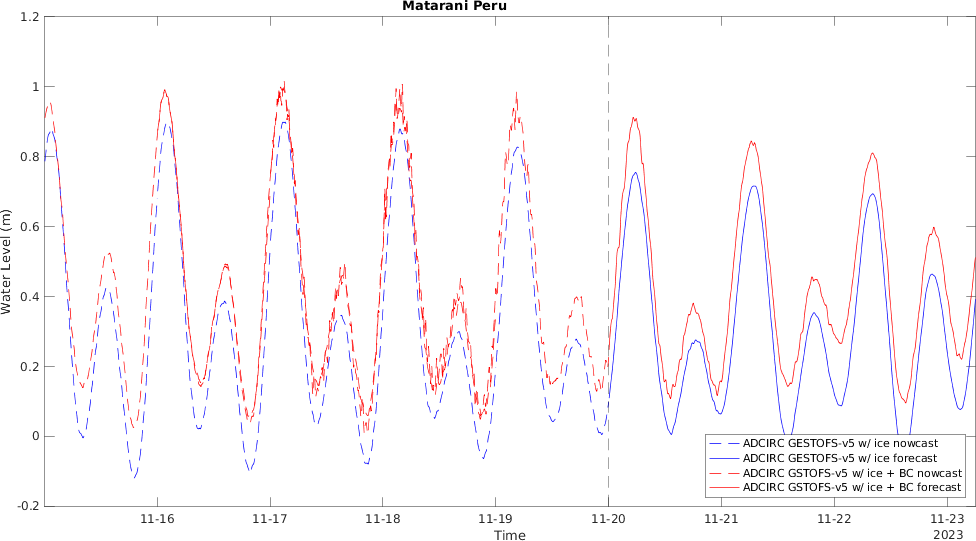 Matarani Peru
1.2
1
0.8
0.6
0.4
0.2
0
-0.2
Water Level (m)
11-16 11-17 11-18 11-19 11-20 11-21 11-22 11-23
Time
2023
ADCIRC GESTOFS-v5 w/ ice nowcast
ADCIRC GESTOFS-v5 w/ ice forecast
ADCIRC GSTOFS-v5 w/ ice + BC nowcast
ADCIRC GSTOFS-v5 w/ ice + BC forecast